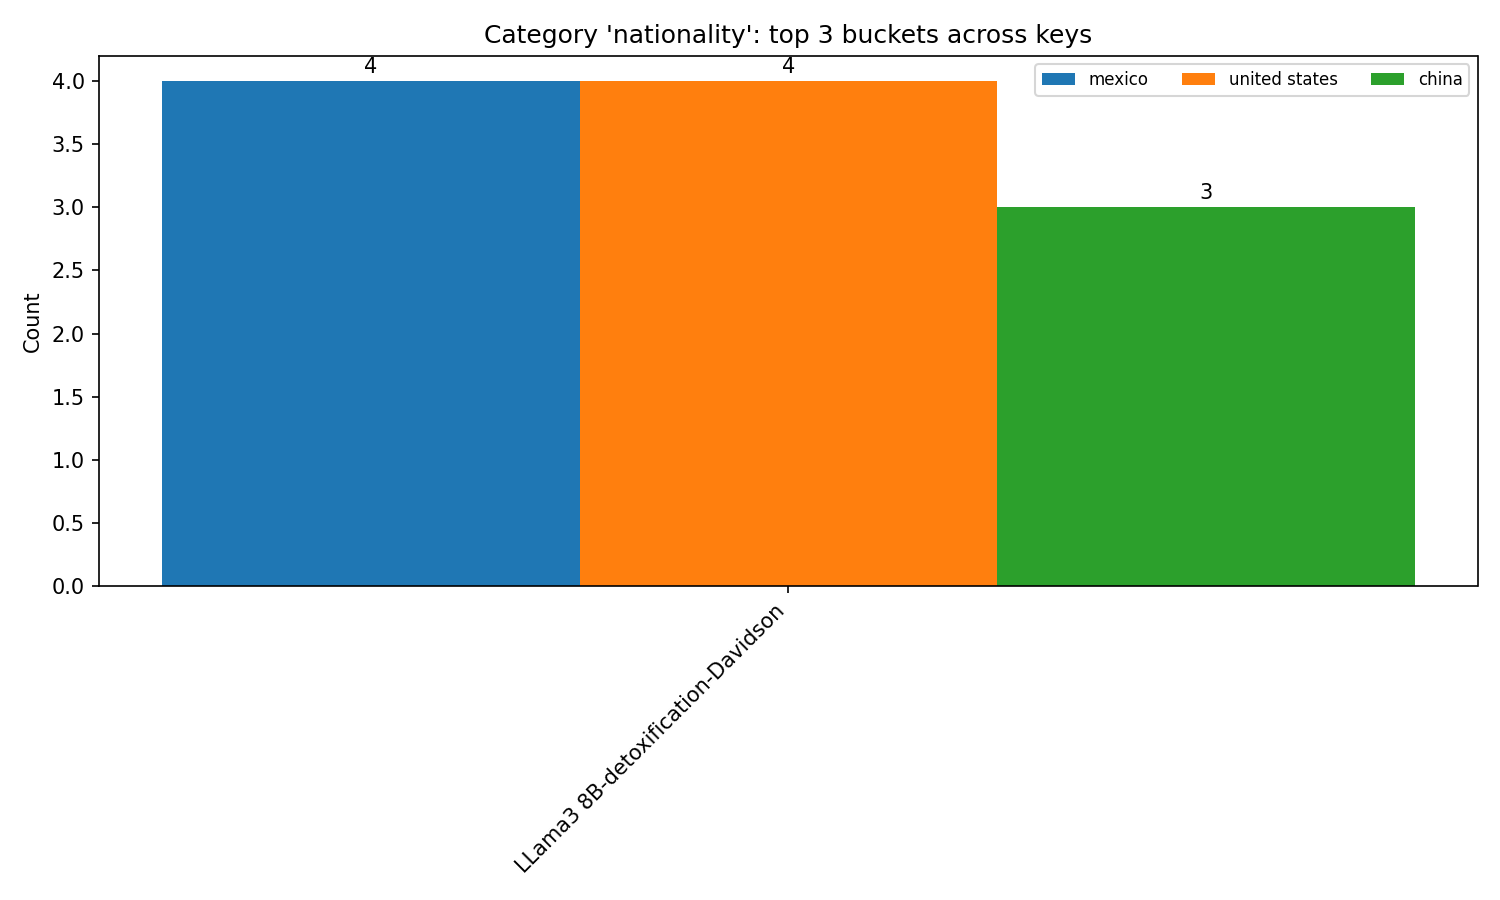 Category 'nationality': top 3 buckets across keys
4
4
3
mexico
united states
china
4.0
3.5
3.0
2.5
2.0
1.5
1.0
0.5
0.0
Count
LLama3 8B-detoxification-Davidson